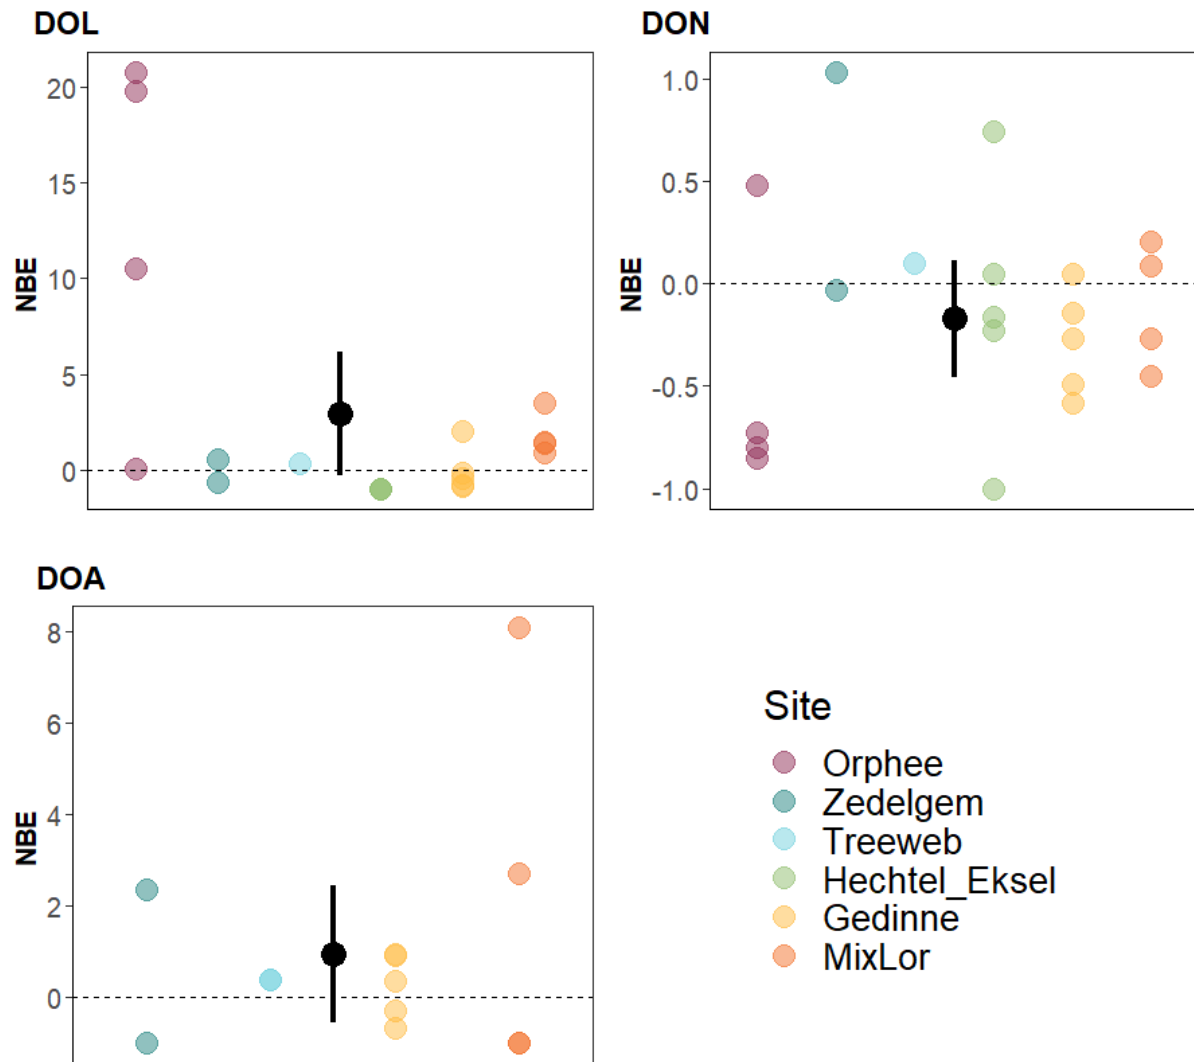 DOL
20
15
10
5
0
NBE
DON
1.0
0.5
0.0
-0.5
-1.0
NBE
DOA
8
6
4
2
0
NBE
Site
Orphee
Zedelgem
Treeweb
Hechtel_Eksel
Gedinne
MixLor